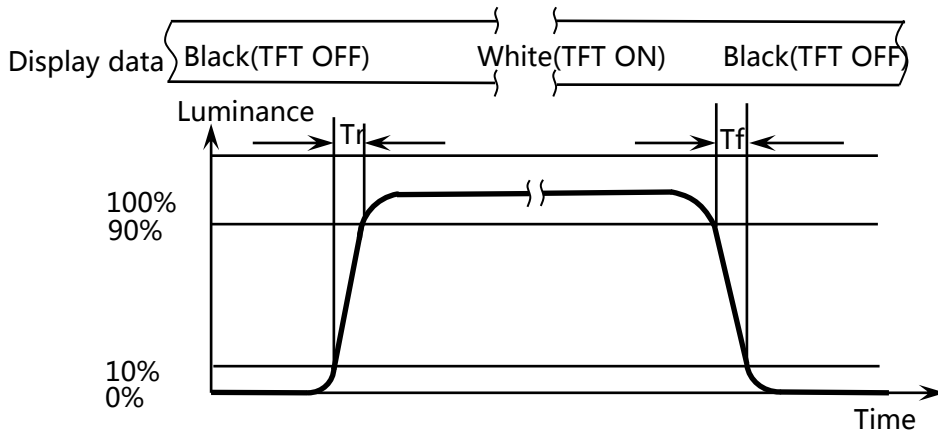 Display data Black(TFT OFF) White(TFT ON) Black(TFT OFF)
Luminance
Tr Tf
100%
90%
10%
0%
Time